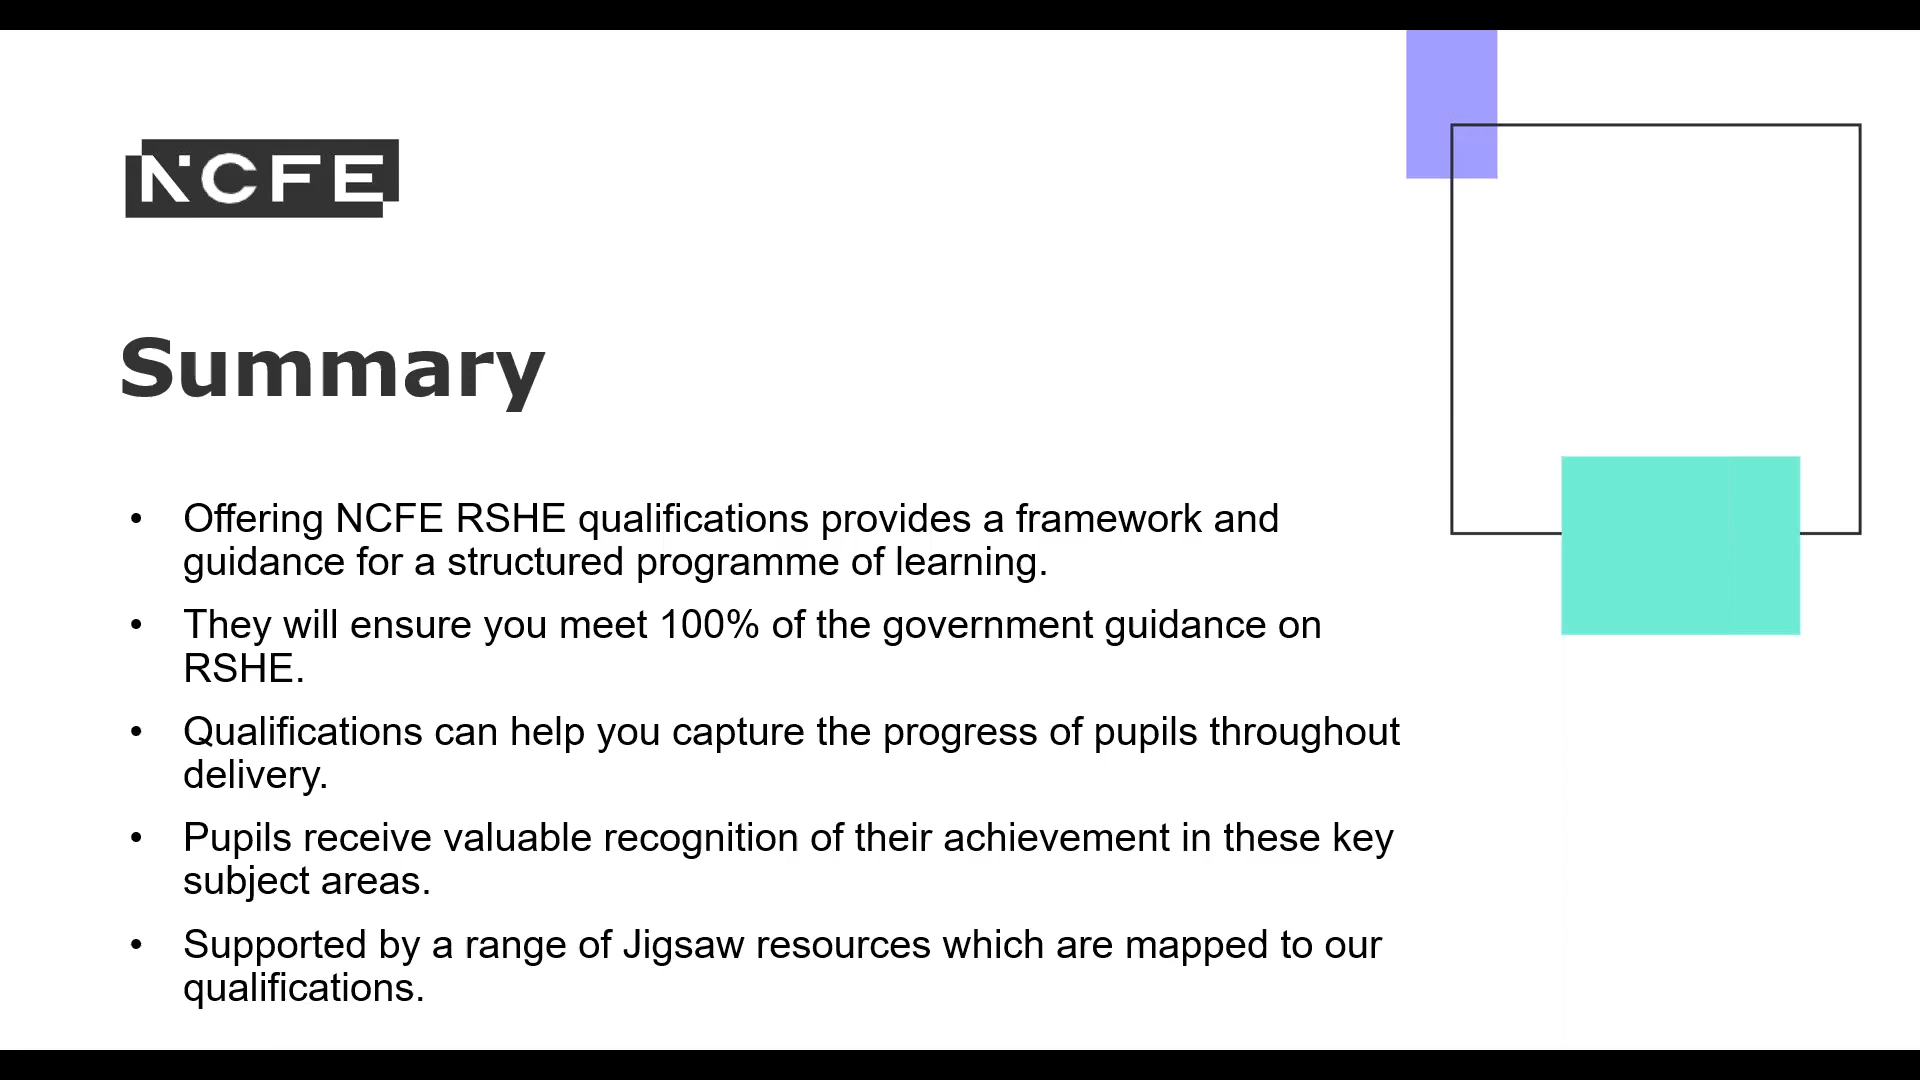 NCFE
Summary
• Offering NCFE RSHE qualifications provides a framework and
guidance for a structured programme of learning.
• They will ensure you meet 100% of the government guidance on
RSHE.
• Qualifications can help you capture the progress of pupils throughout
delivery.
• Pupils receive valuable recognition of their achievement in these key
subject areas.
• Supported by a range of Jigsaw resources which are mapped to our
qualifications.